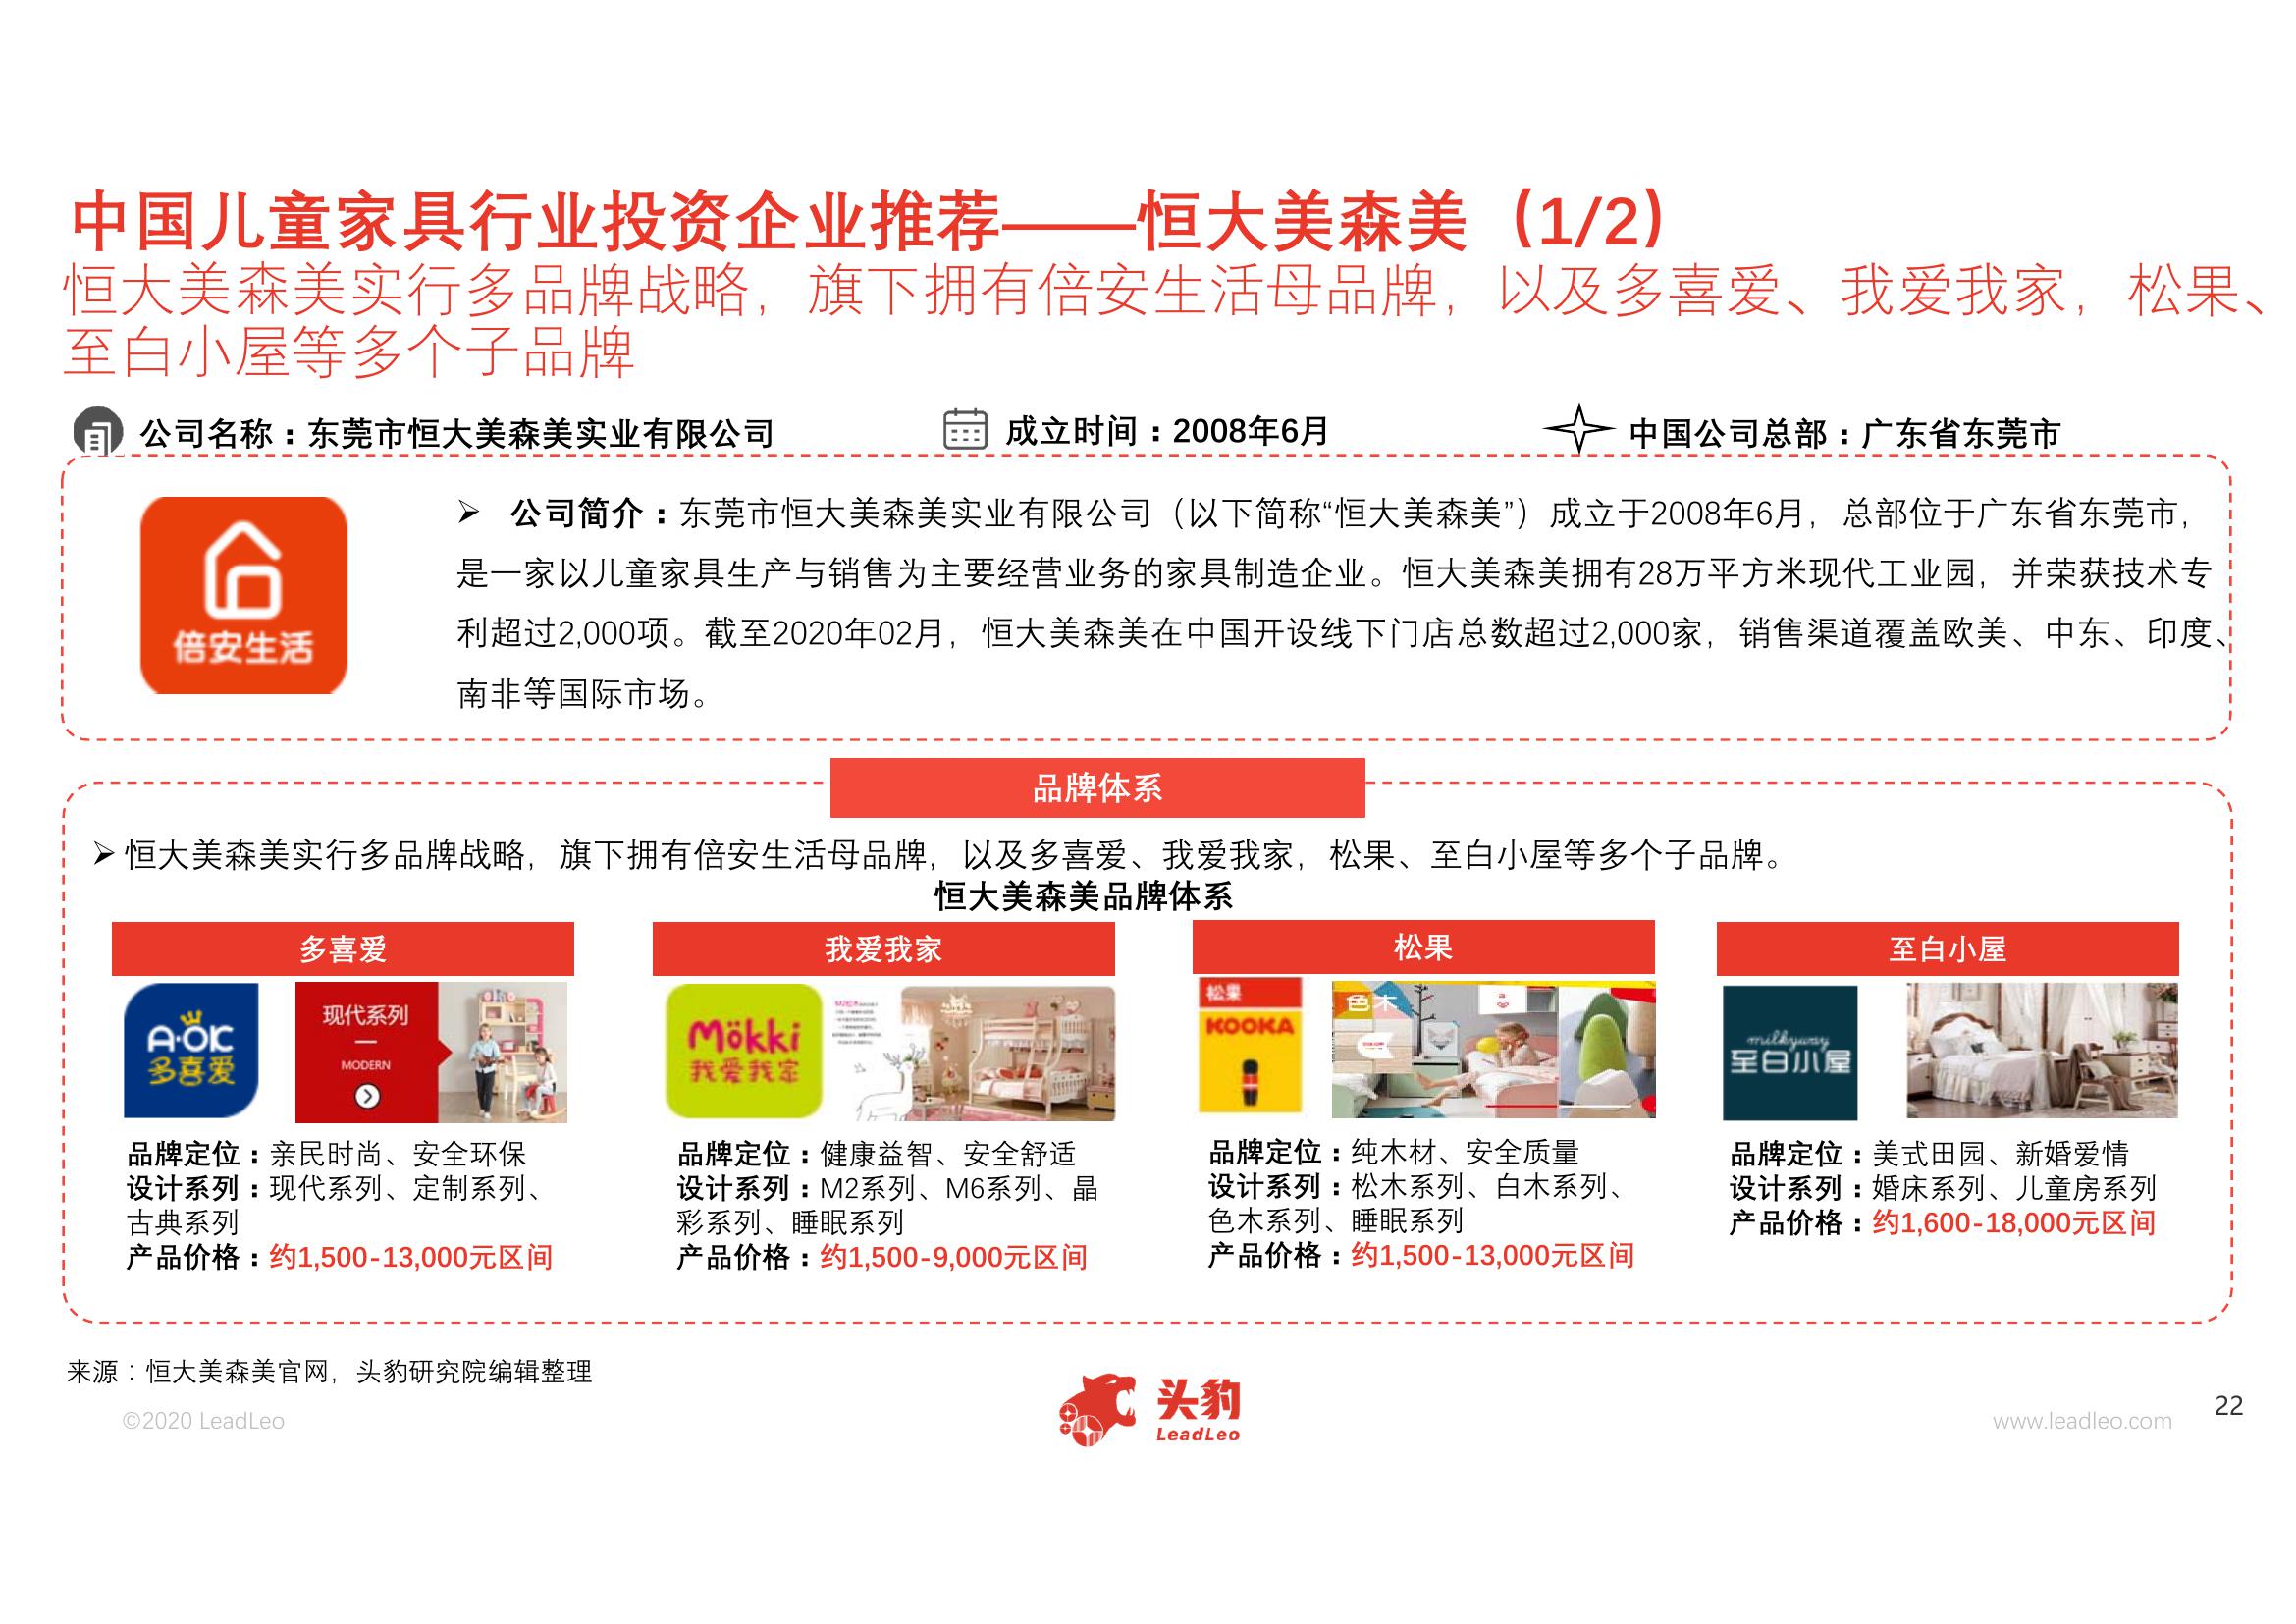 中国儿童家具行业投资企业推荐——恒大美森美（1/2）
恒大美森美实行多品牌战略，旗下拥有倍安生活母品牌，以及多喜爱、我爱我家，松果、
至白小屋等多个子品牌
公司名称：东莞市恒大美森美实业有限公司
成立时间：2008年6月
中国公司总部：广东省东莞市
倍安生活
➢ 公司简介：东莞市恒大美森美实业有限公司（以下简称“恒大美森美”）成立于2008年6月，总部位于广东省东莞市，
是一家以儿童家具生产与销售为主要经营业务的家具制造企业。恒大美森美拥有28万平方米现代工业园，并荣获技术专
利超过2,000项。截至2020年02月，恒大美森美在中国开设线下门店总数超过2,000家，销售渠道覆盖欧美、中东、印度、
南非等国际市场。
品牌体系
➢ 恒大美森美实行多品牌战略，旗下拥有倍安生活母品牌，以及多喜爱、我爱我家，松果、至白小屋等多个子品牌。
恒大美森美品牌体系
多喜爱
A·OK
多喜爱
现代系列
MODERN
品牌定位：亲民时尚、安全环保
设计系列：现代系列、定制系列、
古典系列
产品价格：约1,500-13,000元区间
我爱我家
Mökki
我爱我家
品牌定位：健康益智、安全舒适
设计系列：M2系列、M6系列、晶
彩系列、睡眠系列
产品价格：约1,500-9,000元区间
松果
松果
KOOKA
色木
品牌定位：纯木材、安全质量
设计系列：松木系列、白木系列、
色木系列、睡眠系列
产品价格：约1,500-13,000元区间
至白小屋
milkyway
至白小屋
品牌定位：美式田园、新婚爱情
设计系列：婚床系列、儿童房系列
产品价格：约1,600-18,000元区间
来源：恒大美森美官网，头豹研究院编辑整理
©2020 LeadLeo
头豹
LeadLeo
www.leadleo.com
22